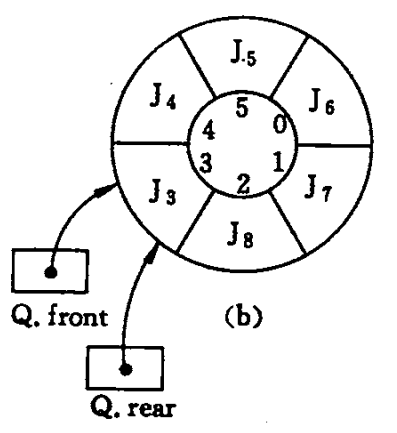 J₅
J₄ J₆
5
4 0
3 1
2
J₃ J₇
J₈
Q. front (b)
Q. rear